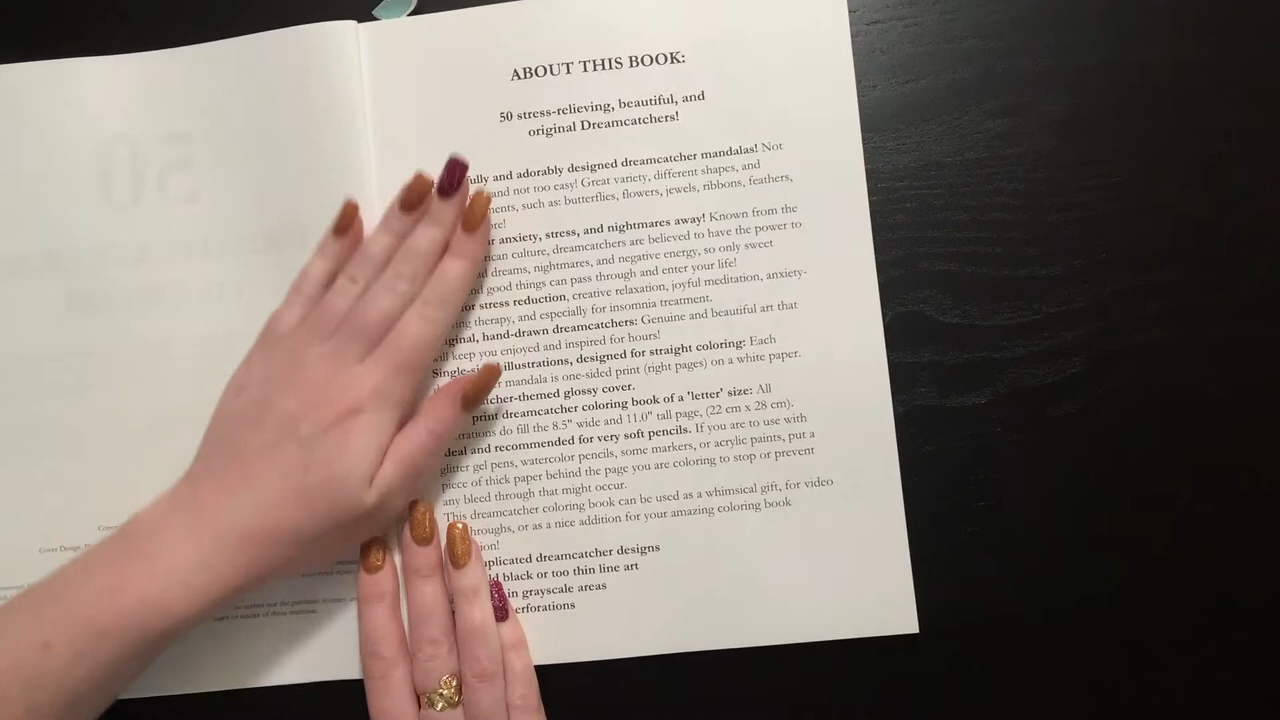 50
ABOUT THIS BOOK:
50 stress-relieving, beautiful, and
original Dreamcatchers!
fully and adorably designed dreamcatcher mandalas! Not
and not too easy! Great variety, different shapes, and
ments, such as: butterflies, flowers, jewels, ribbons, feathers,
re!
r anxiety, stress, and nightmares away! Known from the
rican culture, dreamcatchers are believed to have the power to
d dreams, nightmares, and negative energy, so only sweet
nd good things can pass through and enter your life!
for stress reduction, creative relaxation, joyful meditation, anxiety-
ing therapy, and especially for insomnia treatment.
iginal, hand-drawn dreamcatchers: Genuine and beautiful art that
will keep you enjoyed and inspired for hours!
Single-si illustrations, designed for straight coloring: Each
mandala is one-sided print (right pages) on a white paper.
tcher-themed glossy cover.
print dreamcatcher coloring book of a 'letter' size: All
trations do fill the 8.5" wide and 11.0" tall page, (22 cm x 28 cm).
deal and recommended for very soft pencils. If you are to use with
glitter gel pens, watercolor pencils, some markers, or acrylic paints, put a
piece of thick paper behind the page you are coloring to stop or prevent
any bleed through that might occur.
This dreamcatcher coloring book can be used as a whimsical gift, for video
throughs, or as a nice addition for your amazing coloring book
ion!
mplicated dreamcatcher designs
ld black or too thin line art
in grayscale areas
erforations
Cover Design,